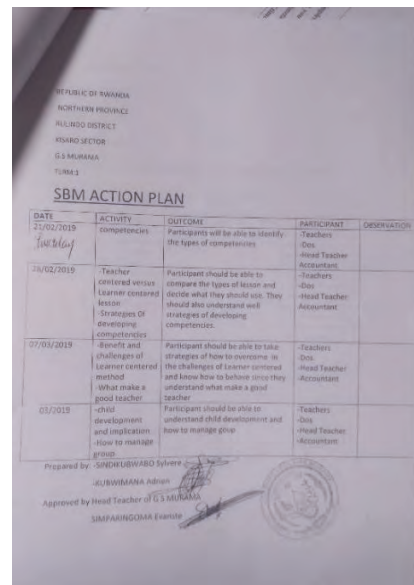 REPUBLIC OF RWANDA
NORTHERN PROVINCE
RULINDO DISTRICT
KISARO SECTOR
G.S MURAMA
TERM:1
SBM ACTION PLAN
DATE ACTIVITY OUTCOME PARTICIPANT OBSERVATION
21/02/2019 competencies Participants will be able to identify -Teachers
the types of competencies -Dos
-Head Teacher
Accountant
28/02/2019 -Teacher Participant should be able to -Teachers
centered versus compare the types of lesson and -Dos
Learner centered decide what they should use. They -Head Teacher
lesson should also understand well Accountant
-Strategies Of strategies of developing
developing competencies.
competencies
07/03/2019 -Benefit and Participant should be able to take -Teachers
challenges of strategies of how to overcome in -Dos
Learner centered the challenges of Learner centered -Head Teacher
method and know how to behave since they -Accountant
-What make a understand what make a good
good teacher teacher
03/2019 -child Participant should be able to -Teachers
development understand child development and -Dos
and implication how to manage group -Head Teacher
-How to manage -Accountant
group
Prepared by: -SINDIKUBWABO Sylvere
-KUBWIMANA Adrien
Approved by Head Teacher of G S MURAMA
SIMPARINGOMA Evariste